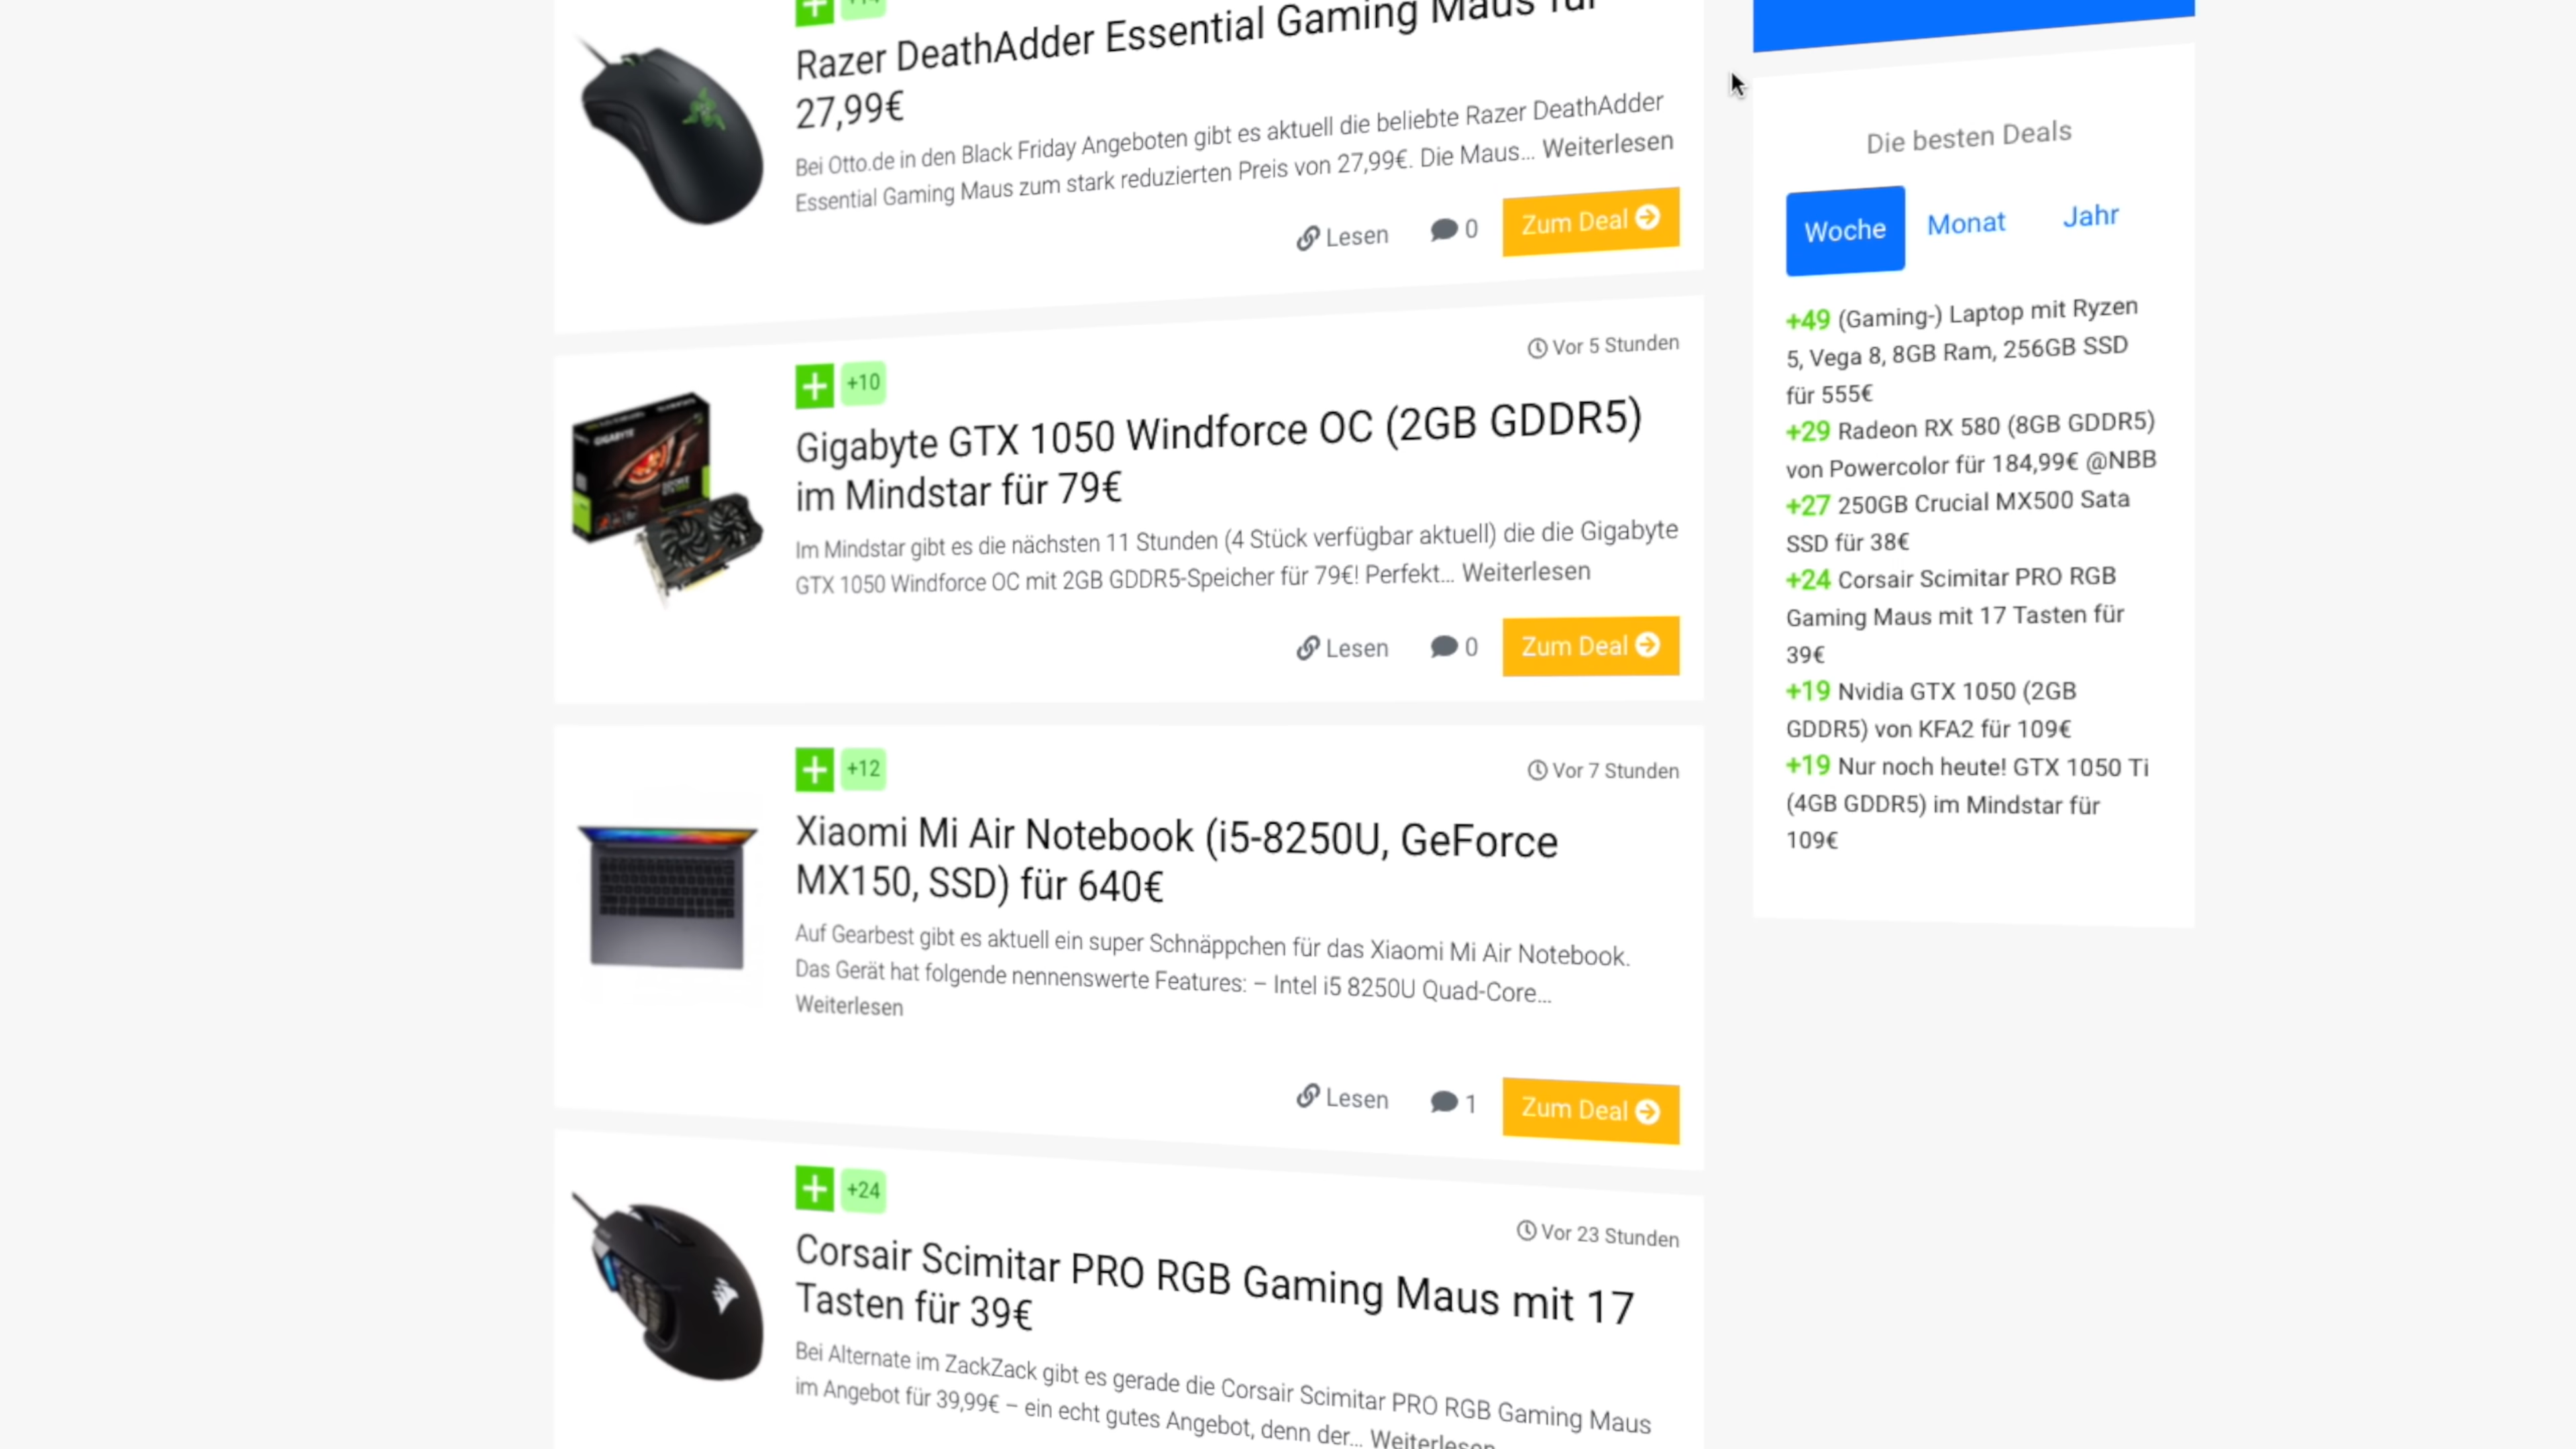 +14
Razer DeathAdder Essential Gaming Maus für
27,99€
Bei Otto.de in den Black Friday Angeboten gibt es aktuell die beliebte Razer DeathAdder
Essential Gaming Maus zum stark reduzierten Preis von 27,99€. Die Maus... Weiterlesen
Lesen 0 Zum Deal
Vor 5 Stunden
+10
Gigabyte GTX 1050 Windforce OC (2GB GDDR5)
im Mindstar für 79€
Im Mindstar gibt es die nächsten 11 Stunden (4 Stück verfügbar aktuell) die die Gigabyte
GTX 1050 Windforce OC mit 2GB GDDR5-Speicher für 79€! Perfekt... Weiterlesen
Lesen 0 Zum Deal
GIGABYTE
+12
Vor 7 Stunden
Xiaomi Mi Air Notebook (i5-8250U, GeForce
MX150, SSD) für 640€
Auf Gearbest gibt es aktuell ein super Schnäppchen für das Xiaomi Mi Air Notebook.
Das Gerät hat folgende nennenswerte Features: – Intel i5 8250U Quad-Core...
Weiterlesen
Lesen 1 Zum Deal
+24
Vor 23 Stunden
Corsair Scimitar PRO RGB Gaming Maus mit 17
Tasten für 39€
Bei Alternate im ZackZack gibt es gerade die Corsair Scimitar PRO RGB Gaming Maus
im Angebot für 39,99€ – ein echt gutes Angebot, denn der... Weiterlesen
Die besten Deals
Woche Monat Jahr
+49 (Gaming-) Laptop mit Ryzen
5, Vega 8, 8GB Ram, 256GB SSD
für 555€
+29 Radeon RX 580 (8GB GDDR5)
von Powercolor für 184,99€ @NBB
+27 250GB Crucial MX500 Sata
SSD für 38€
+24 Corsair Scimitar PRO RGB
Gaming Maus mit 17 Tasten für
39€
+19 Nvidia GTX 1050 (2GB
GDDR5) von KFA2 für 109€
+19 Nur noch heute! GTX 1050 Ti
(4GB GDDR5) im Mindstar für
109€